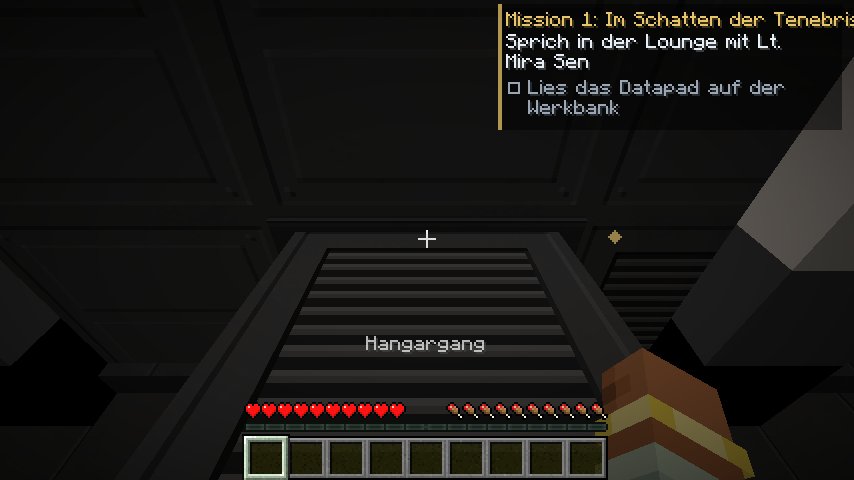 Mission 1: Im Schatten der Tenebris
Sprich in der Lounge mit Lt.
Mira Sen
Lies das Datapad auf der
Werkbank
Hangargang